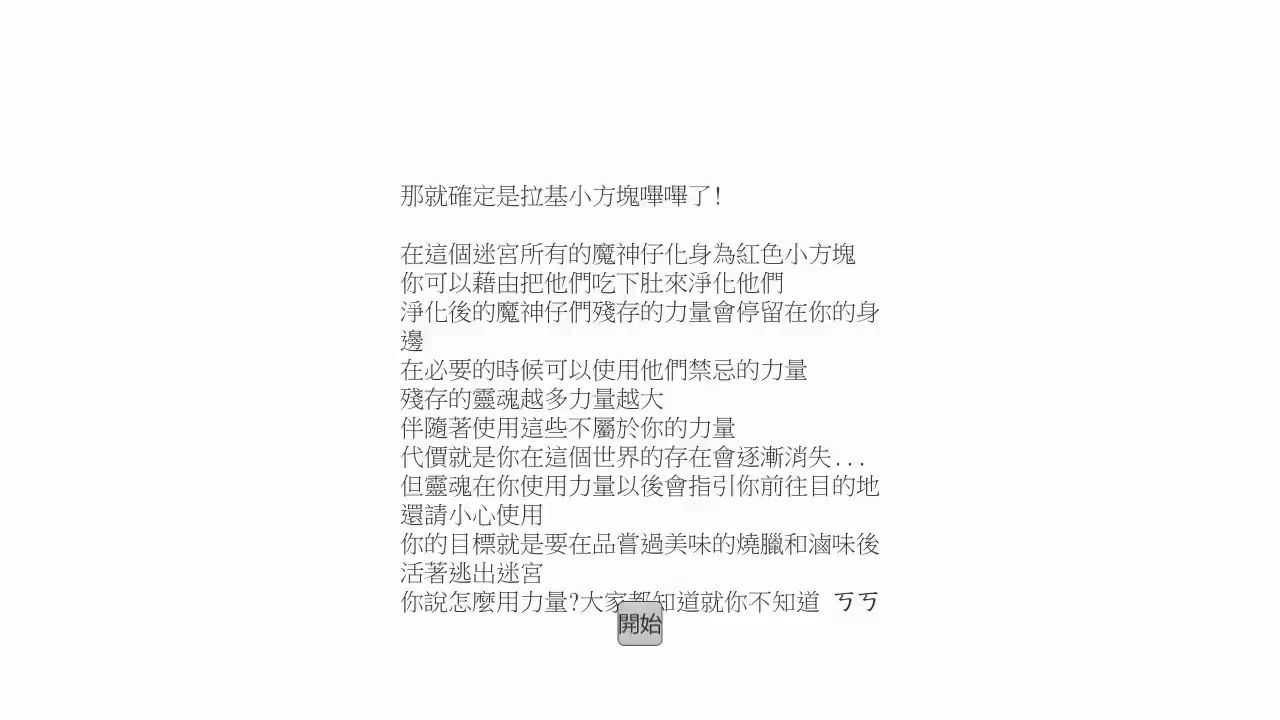 那就確定是拉基小方塊嗶嗶了!
在這個迷宮所有的魔神仔化身為紅色小方塊
你可以藉由把他們吃下肚來淨化他們
淨化後的魔神仔們殘存的力量會停留在你的身
邊
在必要的時候可以使用他們禁忌的力量
殘存的靈魂越多力量越大
伴隨著使用這些不屬於你的力量
代價就是你在這個世界的存在會逐漸消失...
但靈魂在你使用力量以後會指引你前往目的地
還請小心使用
你的目標就是要在品嘗過美味的燒臘和滷味後
活著逃出迷宮
你說怎麼用力量?大家都知道就你不知道 ㄎㄎ
開始